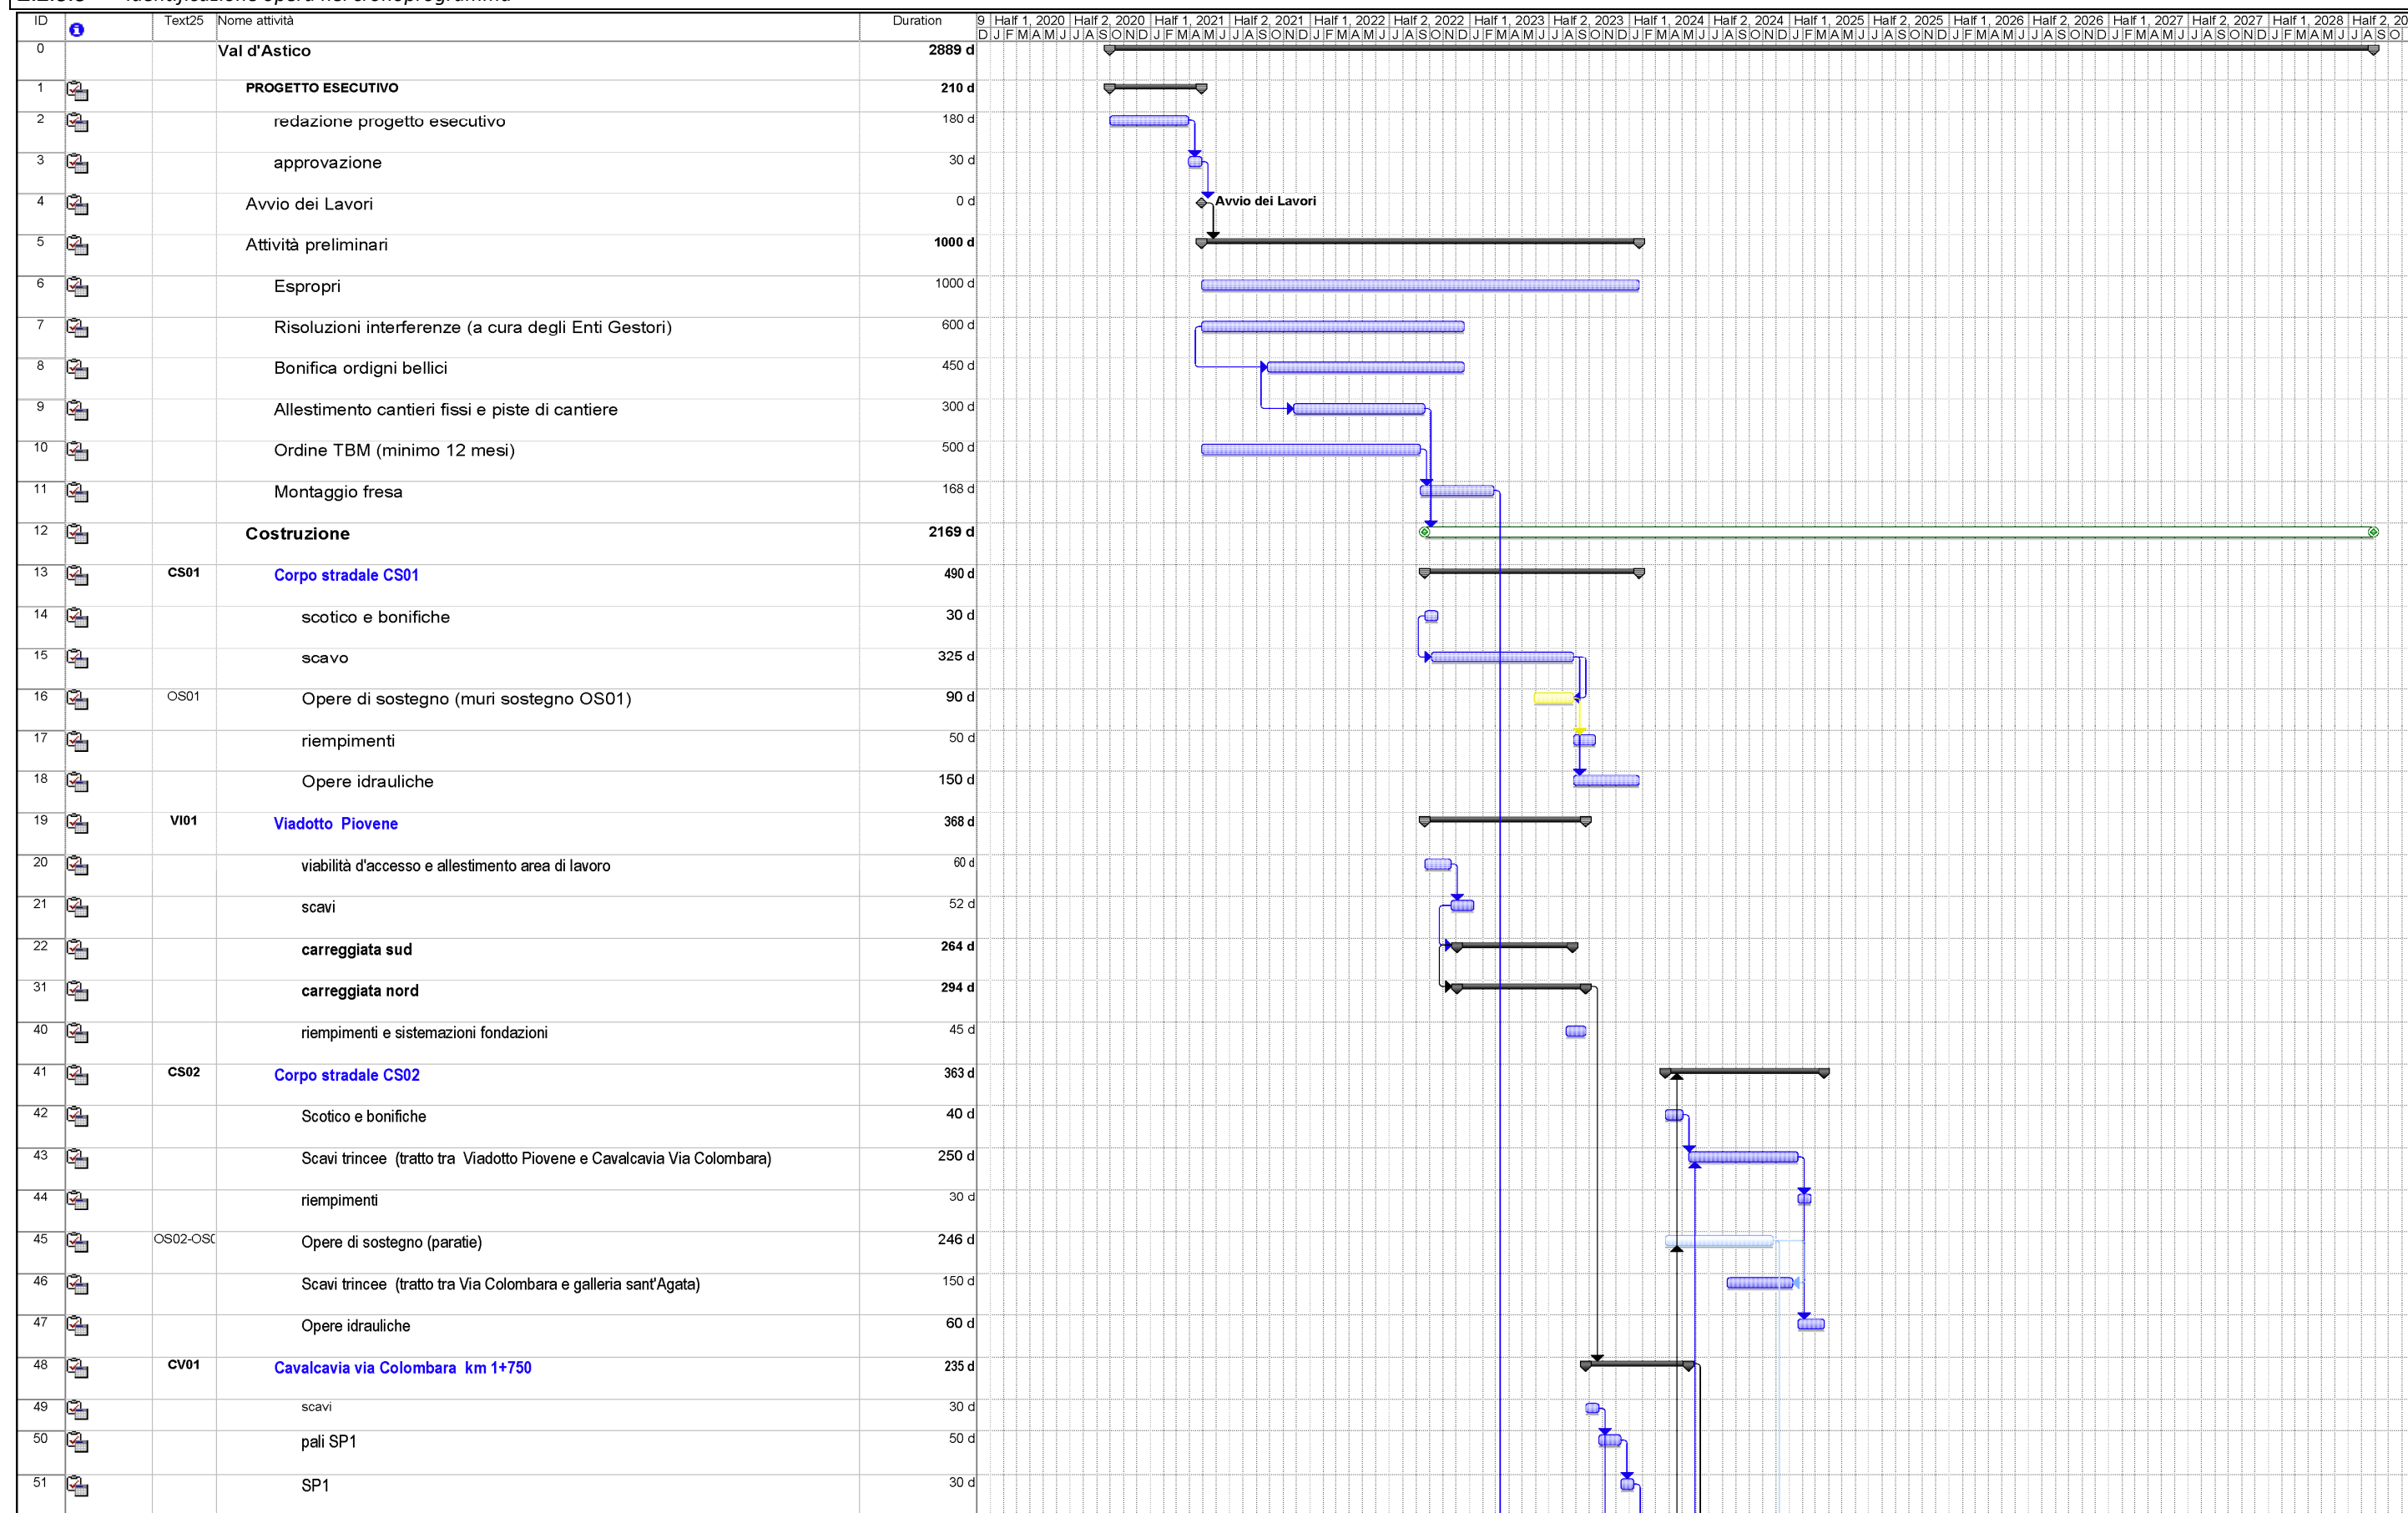 ID Text25 Nome attività Duration 9 Half 1, 2020 Half 2, 2020 Half 1, 2021 Half 2, 2021 Half 1, 2022 Half 2, 2022 Half 1, 2023 Half 2, 2023 Half 1, 2024 Half 2, 2024 Half 1, 2025 Half 2, 2025 Half 1, 2026 Half 2, 2026 Half 1, 2027 Half 2, 2027 Half 1, 2028 Half 2, 20
D J F M A M J J A S O N D J F M A M J J A S O N D J F M A M J J A S O N D J F M A M J J A S O N D J F M A M J J A S O N D J F M A M J J A S O N D J F M A M J J A S O N D J F M A M J J A S O N D J F M A M J J A S O
0 Val d'Astico 2889 d
1 PROGETTO ESECUTIVO 210 d
2 redazione progetto esecutivo 180 d
3 approvazione 30 d
4 Avvio dei Lavori 0 d Avvio dei Lavori
5 Attività preliminari 1000 d
6 Espropri 1000 d
7 Risoluzioni interferenze (a cura degli Enti Gestori) 600 d
8 Bonifica ordigni bellici 450 d
9 Allestimento cantieri fissi e piste di cantiere 300 d
10 Ordine TBM (minimo 12 mesi) 500 d
11 Montaggio fresa 168 d
12 Costruzione 2169 d
13 CS01 Corpo stradale CS01 490 d
14 scotico e bonifiche 30 d
15 scavo 325 d
16 OS01 Opere di sostegno (muri sostegno OS01) 90 d
17 riempimenti 50 d
18 Opere idrauliche 150 d
19 VI01 Viadotto Piovene 368 d
20 viabilità d'accesso e allestimento area di lavoro 60 d
21 scavi 52 d
22 carreggiata sud 264 d
31 carreggiata nord 294 d
40 riempimenti e sistemazioni fondazioni 45 d
41 CS02 Corpo stradale CS02 363 d
42 Scotico e bonifiche 40 d
43 Scavi trincee (tratto tra Viadotto Piovene e Cavalcavia Via Colombara) 250 d
44 riempimenti 30 d
45 OS02-OS0 Opere di sostegno (paratie) 246 d
46 Scavi trincee (tratto tra Via Colombara e galleria sant'Agata) 150 d
47 Opere idrauliche 60 d
48 CV01 Cavalcavia via Colombara km 1+750 235 d
49 scavi 30 d
50 pali SP1 50 d
51 SP1 30 d